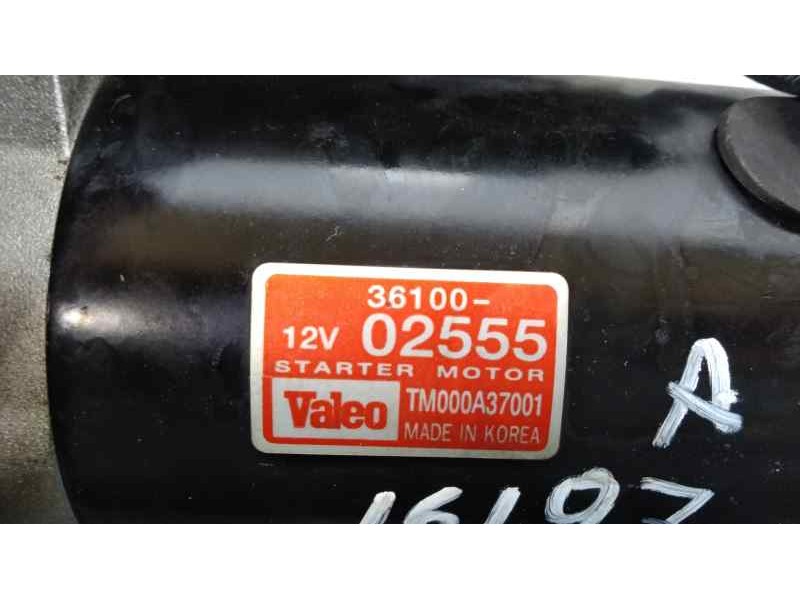 36100-
12V 02555
STARTER MOTOR
Valeo TM000A37001
MADE IN KOREA
A